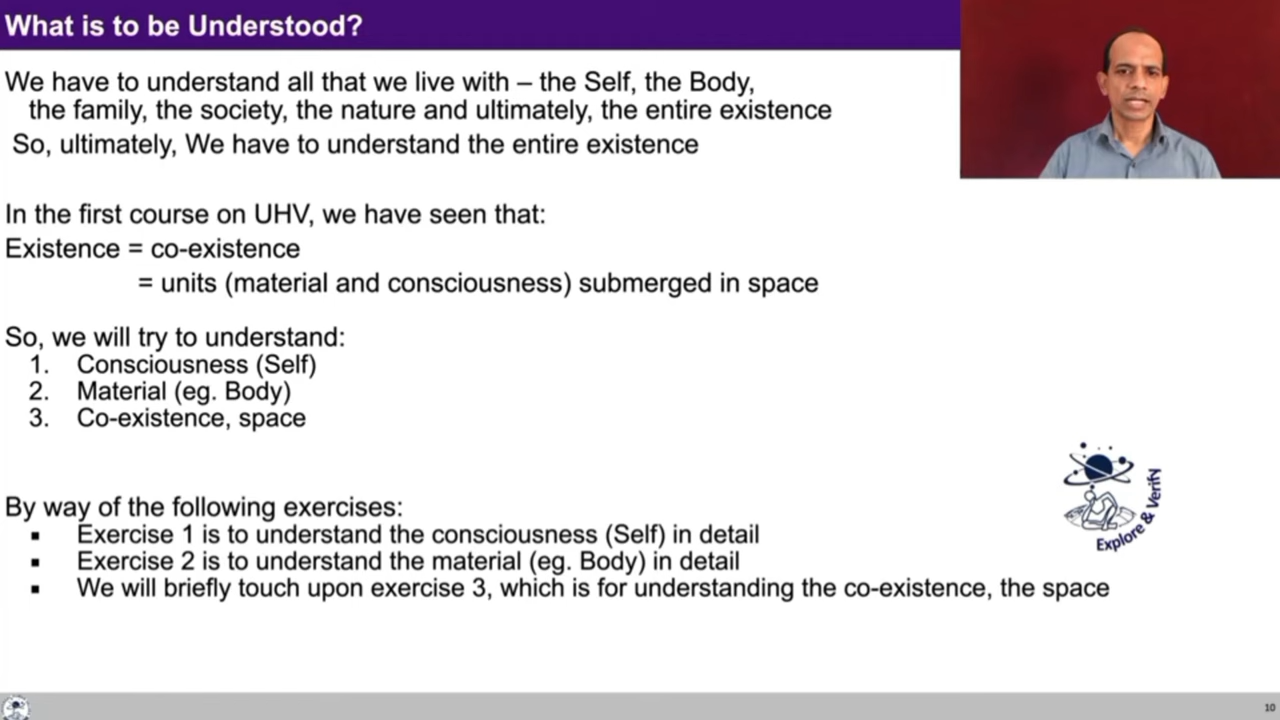 What is to be Understood?
We have to understand all that we live with – the Self, the Body,
the family, the society, the nature and ultimately, the entire existence
So, ultimately, We have to understand the entire existence
In the first course on UHV, we have seen that:
Existence = co-existence
= units (material and consciousness) submerged in space
So, we will try to understand:
1. Consciousness (Self)
2. Material (eg. Body)
3. Co-existence, space
By way of the following exercises:
▪ Exercise 1 is to understand the consciousness (Self) in detail
▪ Exercise 2 is to understand the material (eg. Body) in detail
▪ We will briefly touch upon exercise 3, which is for understanding the co-existence, the space
Explore & Verify
10